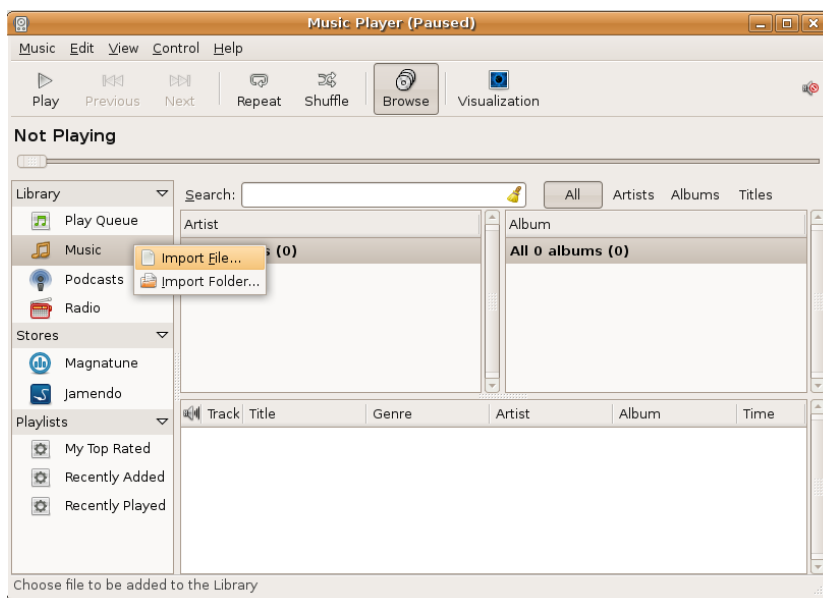 Music Player (Paused)
Music Edit View Control Help
Play Previous Next Repeat Shuffle Browse Visualization
Not Playing
Library
Search:
All Artists Albums Titles
Play Queue
Artist
Album
Music
(0)
All 0 albums (0)
Import File...
Import Folder...
Podcasts
Radio
Stores
Magnatune
Jamendo
Playlists
Track Title Genre Artist Album Time
My Top Rated
Recently Added
Recently Played
Choose file to be added to the Library